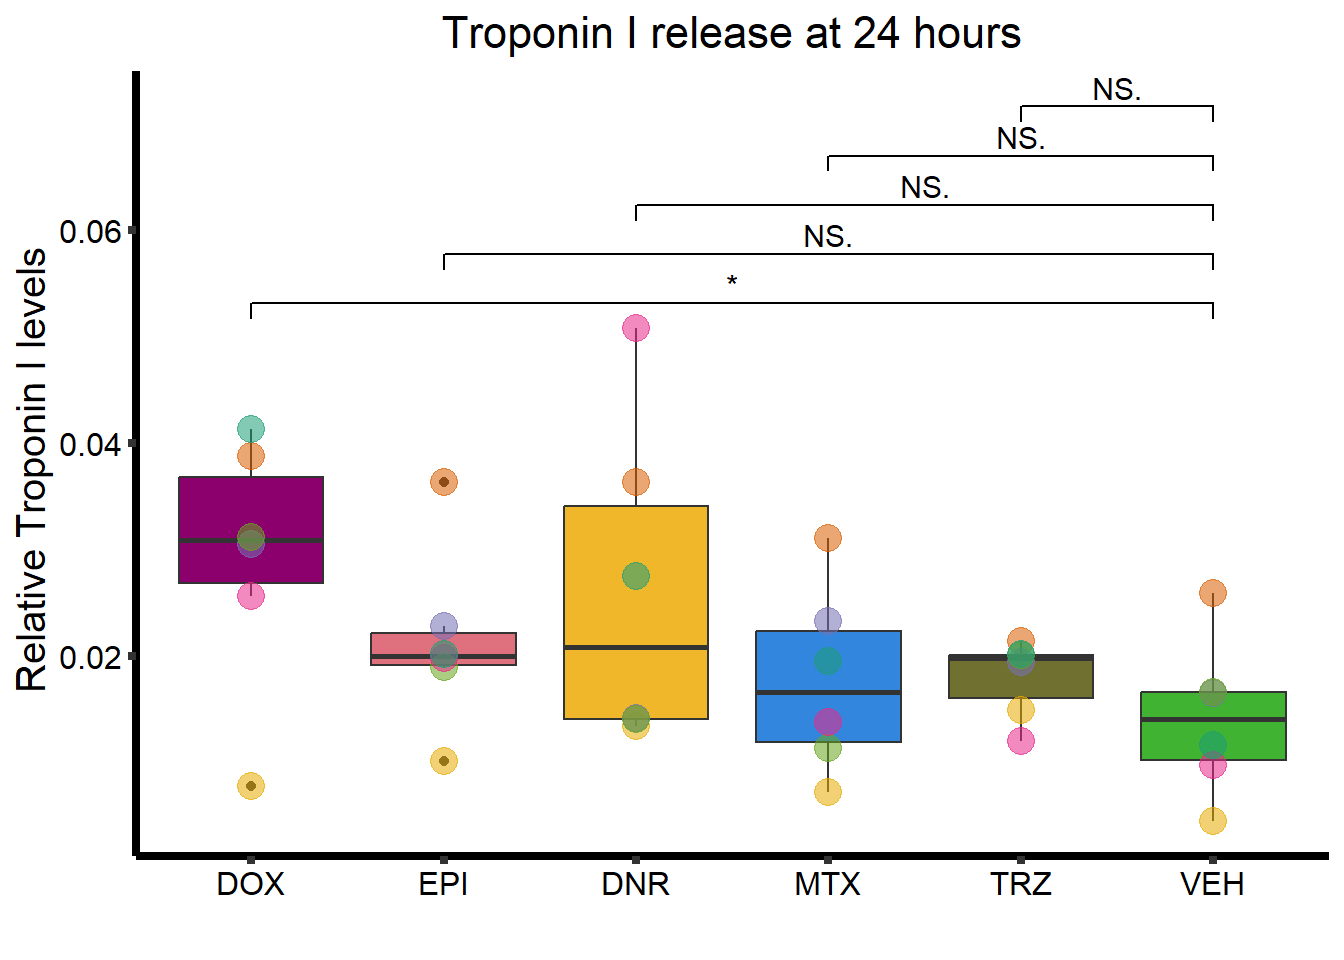 Troponin I release at 24 hours
NS.
NS.
NS.
NS.
*
Relative Troponin I levels
0.06
0.04
0.02
DOX EPI DNR MTX TRZ VEH